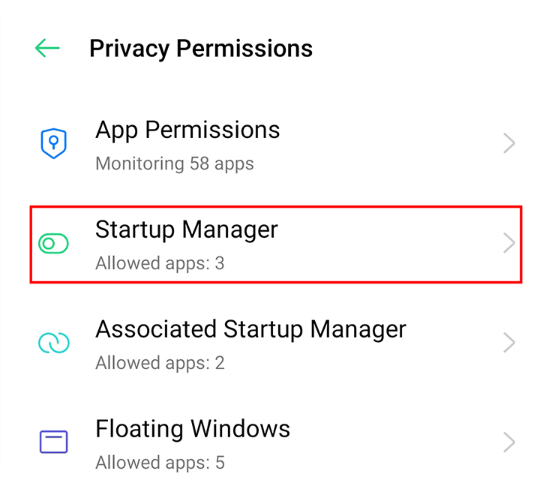 Privacy Permissions
App Permissions
Monitoring 58 apps
Startup Manager
Allowed apps: 3
Associated Startup Manager
Allowed apps: 2
Floating Windows
Allowed apps: 5